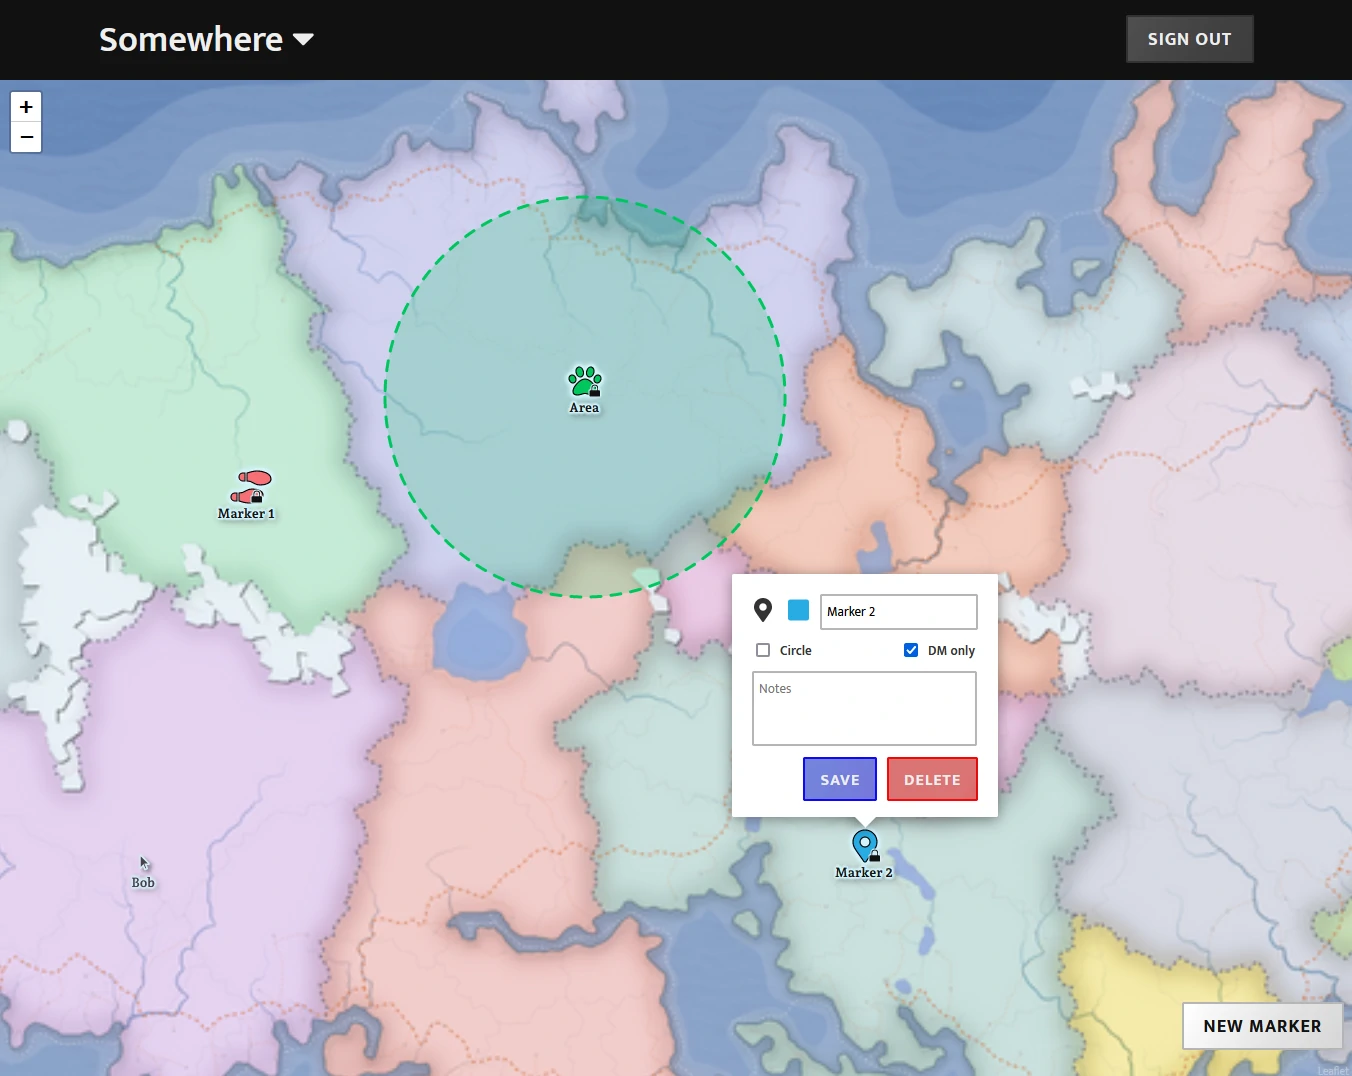 Somewhere
SIGN OUT
+
−
Area
Marker 1
Marker 2
Circle
DM only
Notes
SAVE
DELETE
Marker 2
Bob
NEW MARKER
Leaflet